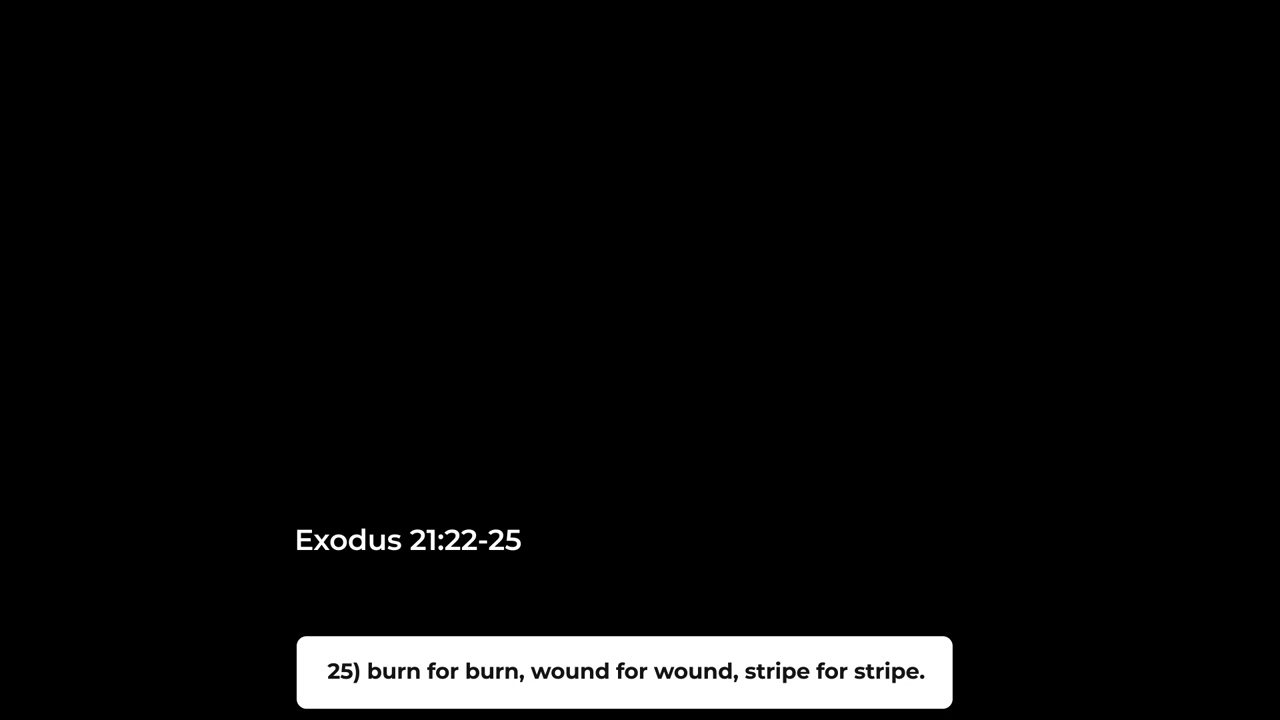 Exodus 21:22-25
25) burn for burn, wound for wound, stripe for stripe.